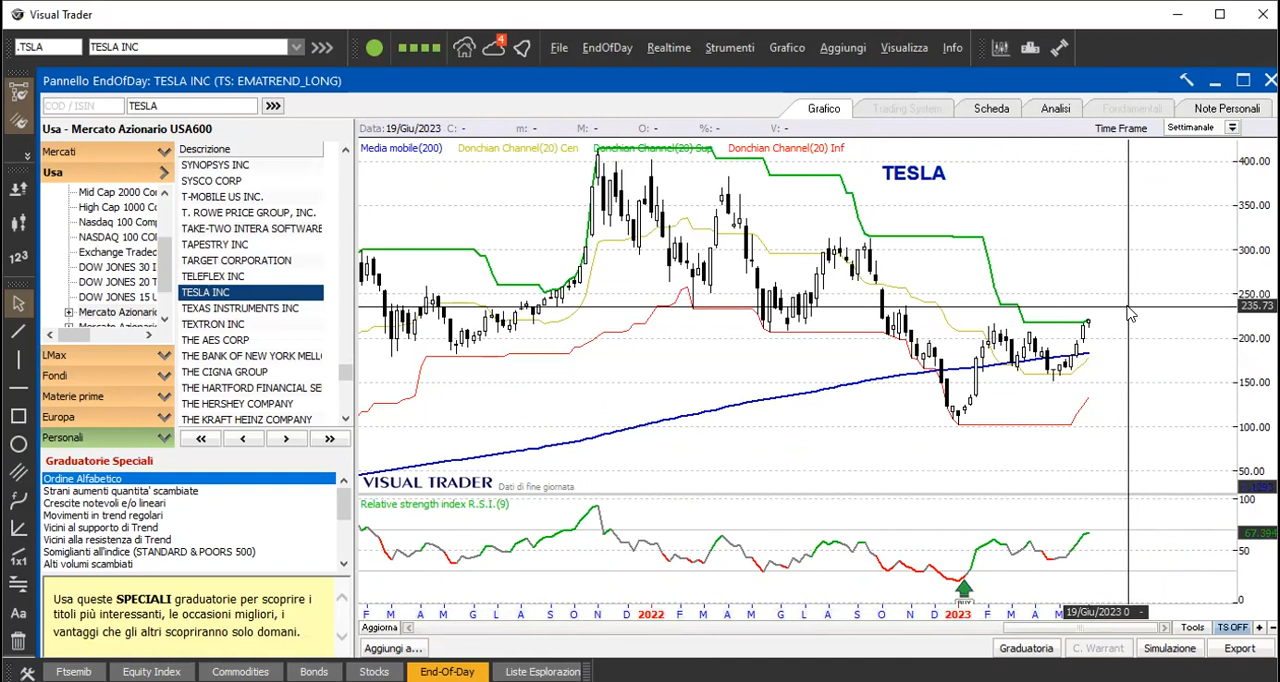 Visual Trader
.TSLA TESLA INC 4 File EndOfDay Realtime Strumenti Grafico Aggiungi Visualizza Info
Pannello EndOfDay: TESLA INC (TS: EMATREND_LONG)
COD / ISIN TESLA Grafico Trading System Scheda Analisi Fondamentali Note Personali
Usa - Mercato Azionario USA600
Data: 19/Giu/2023 C: - m: - M: - O: - %: - V: - Time Frame Settimanale
Mercati
Usa
Mid Cap 2000 Co
High Cap 1000 C
Nasdaq 100 Comp
NASDAQ 100 CO
Exchange Traded
DOW JONES 30 I
DOW JONES 20 T
DOW JONES 15 U
Mercato Azionario
LMax
Fondi
Materie prime
Europa
Personali
Descrizione
SYNOPSYS INC
SYSCO CORP
T-MOBILE US INC.
T. ROWE PRICE GROUP, INC.
TAKE-TWO INTERA SOFTWARE
TAPESTRY INC
TARGET CORPORATION
TELEFLEX INC
TESLA INC
TEXAS INSTRUMENTS INC
TEXTRON INC
THE AES CORP
THE BANK OF NEW YORK MELL
THE CIGNA GROUP
THE HARTFORD FINANCIAL SE
THE HERSHEY COMPANY
THE KRAFT HEINZ COMPANY
Graduatorie Speciali
Ordine Alfabetico
Strani aumenti quantita' scambiate
Crescite notevoli e/o lineari
Movimenti in trend regolari
Vicini al supporto di Trend
Vicini alla resistenza di Trend
Somiglianti all'indice (STANDARD & POORS 500)
Alti volumi scambiati
Usa queste SPECIALI graduatorie per scoprire i
titoli più interessanti, le occasioni migliori, i
vantaggi che gli altri scopriranno solo domani.
Media mobile(200) Donchian Channel(20) Cen Donchian Channel(20) Sup Donchian Channel(20) Inf
TESLA
400.00
350.00
300.00
250.00
235.73
200.00
150.00
100.00
50.00
VISUAL TRADER Dati di fine giornata
Relative strength index R.S.I.(9)
100
67.399
50
0
BUY
F M A M G L A S O N D 2022 F M A M G L A S O N D 2023 F M A M 19/Giu/2023 0 -
Aggiorna Tools TS OFF + -
Aggiungi a... Graduatoria C. Warrant Simulazione Export
Ftsemib Equity Index Commodities Bonds Stocks End-Of-Day Liste Esplorazion
123
1x1
Aa